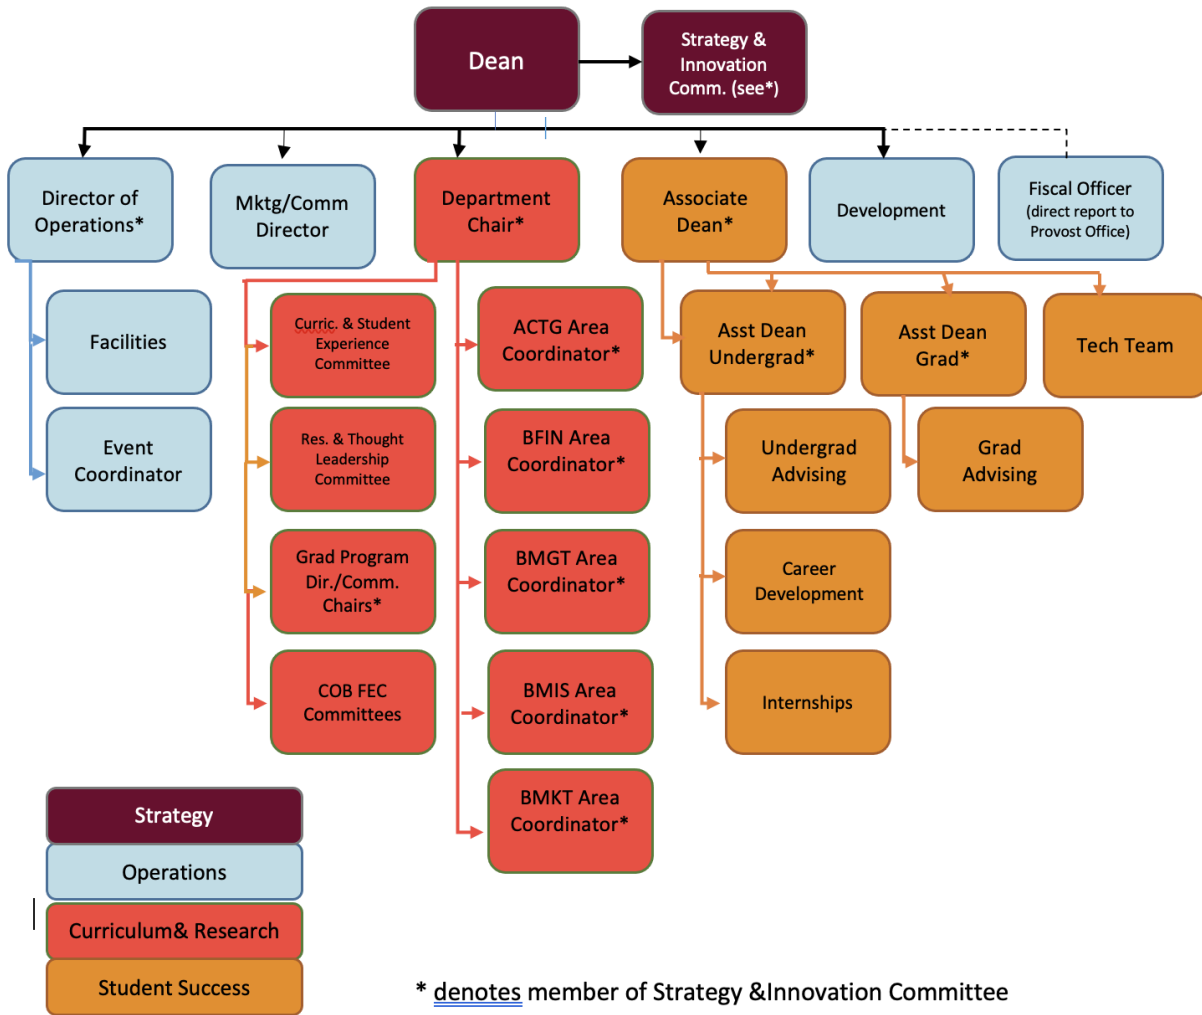 Dean
Strategy &
Innovation
Comm. (see*)
Director of
Operations*
Mktg/Comm
Director
Department
Chair*
Associate
Dean*
Development
Fiscal Officer
(direct report to
Provost Office)
Facilities
Event
Coordinator
Curric. & Student
Experience
Committee
Res. & Thought
Leadership
Committee
Grad Program
Dir./Comm.
Chairs*
COB FEC
Committees
ACTG Area
Coordinator*
BFIN Area
Coordinator*
BMGT Area
Coordinator*
BMIS Area
Coordinator*
BMKT Area
Coordinator*
Asst Dean
Undergrad*
Asst Dean
Grad*
Tech Team
Undergrad
Advising
Grad
Advising
Career
Development
Internships
Strategy
Operations
Curriculum& Research
Student Success
* denotes member of Strategy &Innovation Committee